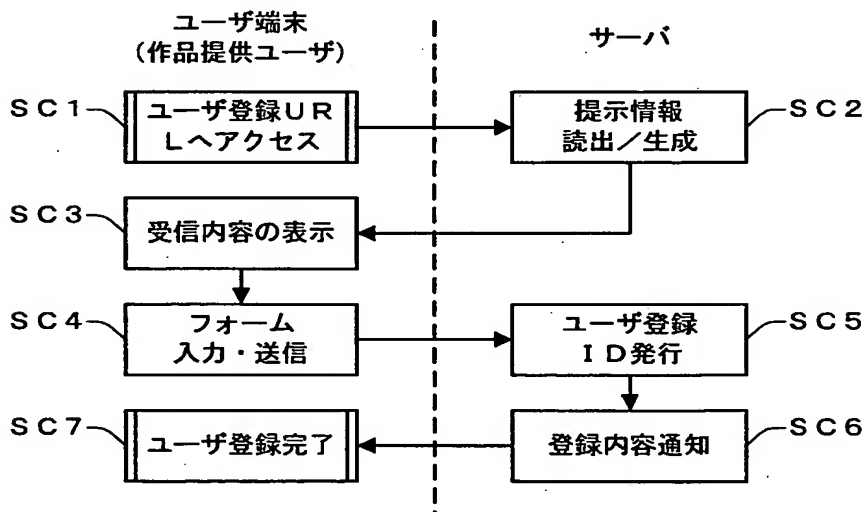 ユーザ端末
(作品提供ユーザ)
サーバ
SC1
ユーザ登録UR
Lへアクセス
提示情報
読出/生成
SC2
SC3
受信内容の表示
SC4
フォーム
入力・送信
ユーザ登録
ID発行
SC5
SC7
ユーザ登録完了
登録内容通知
SC6